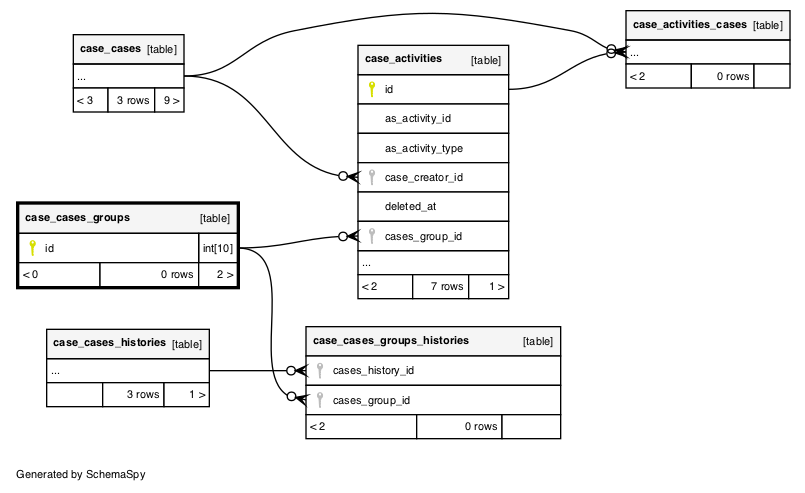 case_cases [table]
...
< 3 3 rows 9 >
case_activities [table]
id
as_activity_id
as_activity_type
case_creator_id
deleted_at
cases_group_id
...
< 2 7 rows 1 >
case_activities_cases [table]
...
< 2 0 rows
case_cases_groups [table]
id int[10]
< 0 0 rows 2 >
case_cases_histories [table]
...
3 rows 1 >
case_cases_groups_histories [table]
cases_history_id
cases_group_id
< 2 0 rows
Generated by SchemaSpy